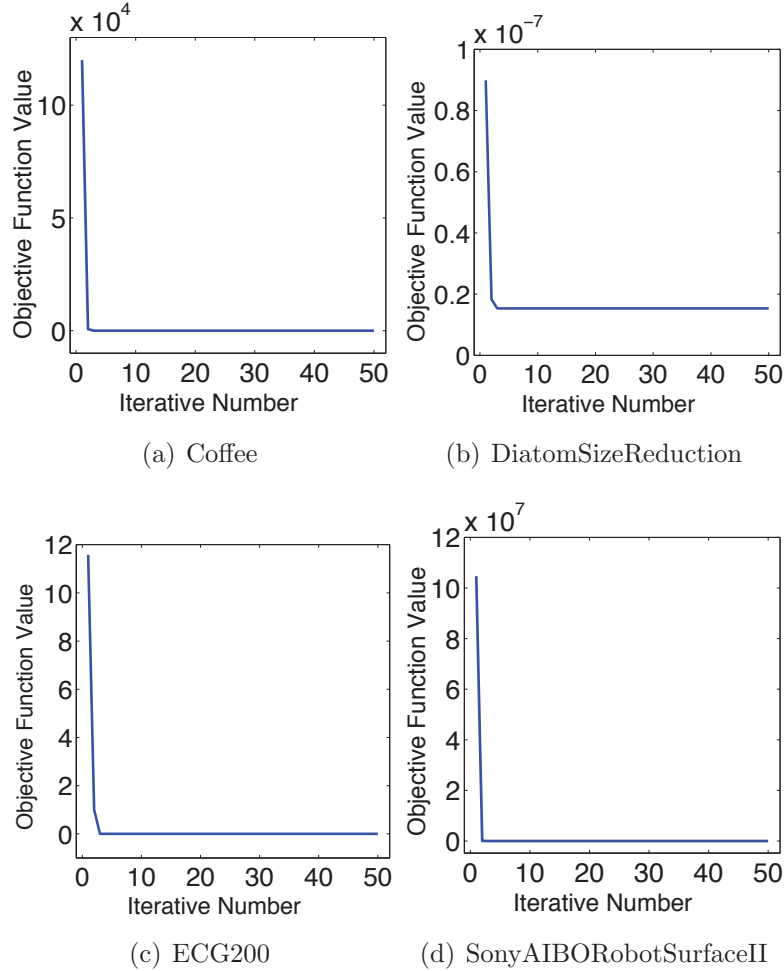 x 10⁴
10
5
0
Objective Function Value
0 10 20 30 40 50
Iterative Number
(a) Coffee
x 10⁻⁷
1
0.8
0.6
0.4
0.2
0
Objective Function Value
0 10 20 30 40 50
Iterative Number
(b) DiatomSizeReduction
12
10
8
6
4
2
0
Objective Function Value
0 10 20 30 40 50
Iterative Number
(c) ECG200
x 10⁷
12
10
8
6
4
2
0
Objective Function Value
0 10 20 30 40 50
Iterative Number
(d) SonyAIBORobotSurfaceII